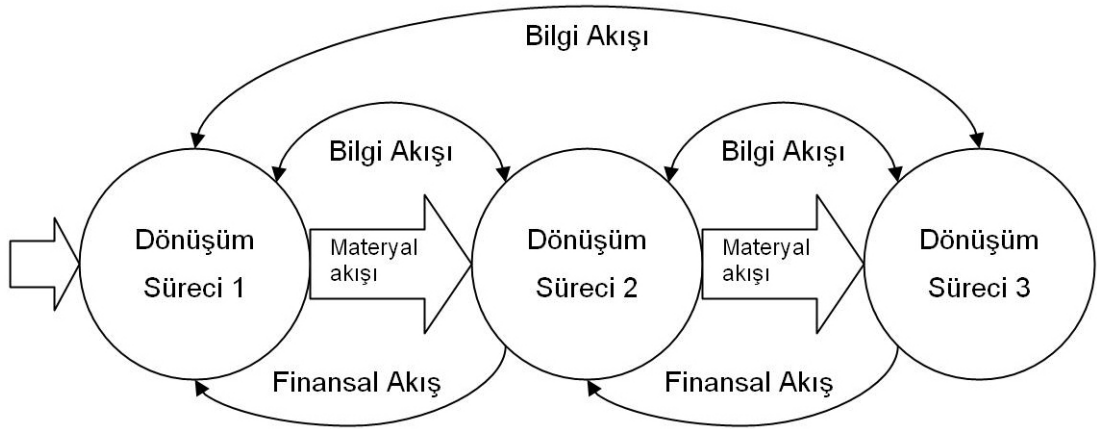 Bilgi Akışı
Bilgi Akışı
Bilgi Akışı
Dönüşüm
Süreci 1
Materyal
akışı
Dönüşüm
Süreci 2
Materyal
akışı
Dönüşüm
Süreci 3
Finansal Akış
Finansal Akış